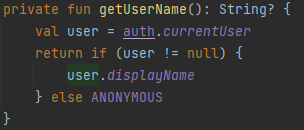 private fun getUserName(): String? {
    val user = auth.currentUser
    return if (user != null) {
        user.displayName
    } else ANONYMOUS
}